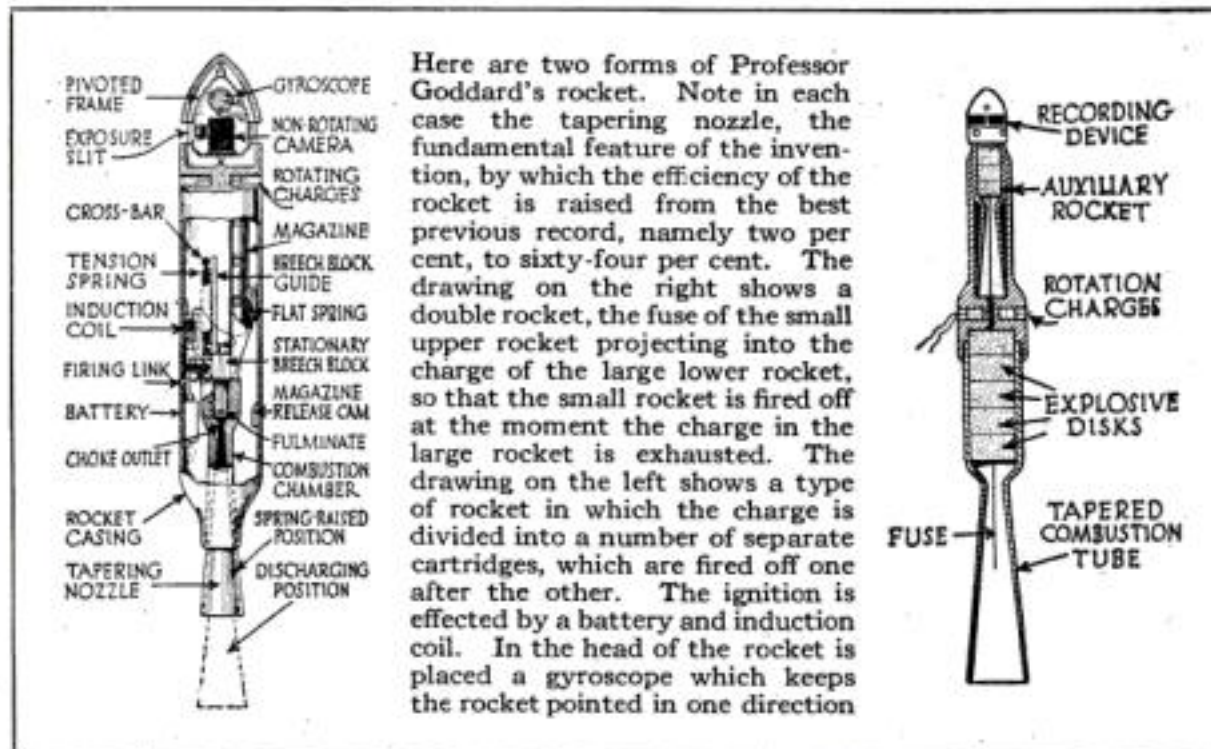 PIVOTED
FRAME
EXPOSURE
SLIT
CROSS-BAR
TENSION
SPRING
INDUCTION
COIL
FIRING LINK
BATTERY
CHOKE OUTLET
ROCKET
CASING
TAPERING
NOZZLE
GYROSCOPE
NON-ROTATING
CAMERA
ROTATING
CHARGES
MAGAZINE
BREECH BLOCK
GUIDE
FLAT SPRING
STATIONARY
BREECH BLOCK
MAGAZINE
RELEASE CAM
FULMINATE
COMBUSTION
CHAMBER
SPRING-RAISED
POSITION
DISCHARGING
POSITION
Here are two forms of Professor
Goddard's rocket. Note in each
case the tapering nozzle, the
fundamental feature of the inven-
tion, by which the efficiency of the
rocket is raised from the best
previous record, namely two per
cent, to sixty-four per cent. The
drawing on the right shows a
double rocket, the fuse of the small
upper rocket projecting into the
charge of the large lower rocket,
so that the small rocket is fired off
at the moment the charge in the
large rocket is exhausted. The
drawing on the left shows a type
of rocket in which the charge is
divided into a number of separate
cartridges, which are fired off one
after the other. The ignition is
effected by a battery and induction
coil. In the head of the rocket is
placed a gyroscope which keeps
the rocket pointed in one direction
RECORDING
DEVICE
AUXILIARY
ROCKET
ROTATION
CHARGES
EXPLOSIVE
DISKS
FUSE
TAPERED
COMBUSTION
TUBE